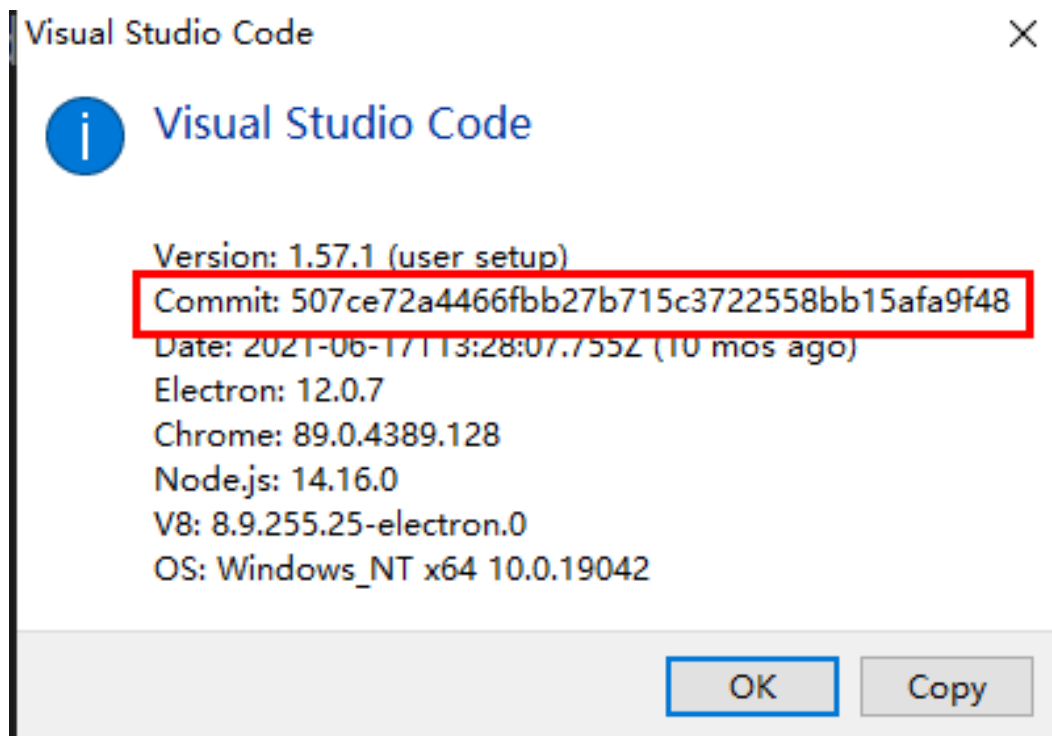 Visual Studio Code
Visual Studio Code
Version: 1.57.1 (user setup)
Commit: 507ce72a4466fbb27b715c3722558bb15afa9f48
Date: 2021-06-17T13:28:07.755Z (10 mos ago)
Electron: 12.0.7
Chrome: 89.0.4389.128
Node.js: 14.16.0
V8: 8.9.255.25-electron.0
OS: Windows_NT x64 10.0.19042
OK Copy